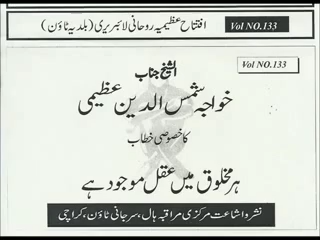 افتتاح عظیمیہ روحانی لائبریری (بلدیہ ٹاؤن) Vol NO.133
Vol NO.133
الشیخ جناب
خواجہ شمس الدین عظیمی
کا خصوصی خطاب
ہر مخلوق میں عقل موجود ہے
نشر و اشاعت مرکزی مراقبہ ہال، سرجانی ٹاؤن، کراچی